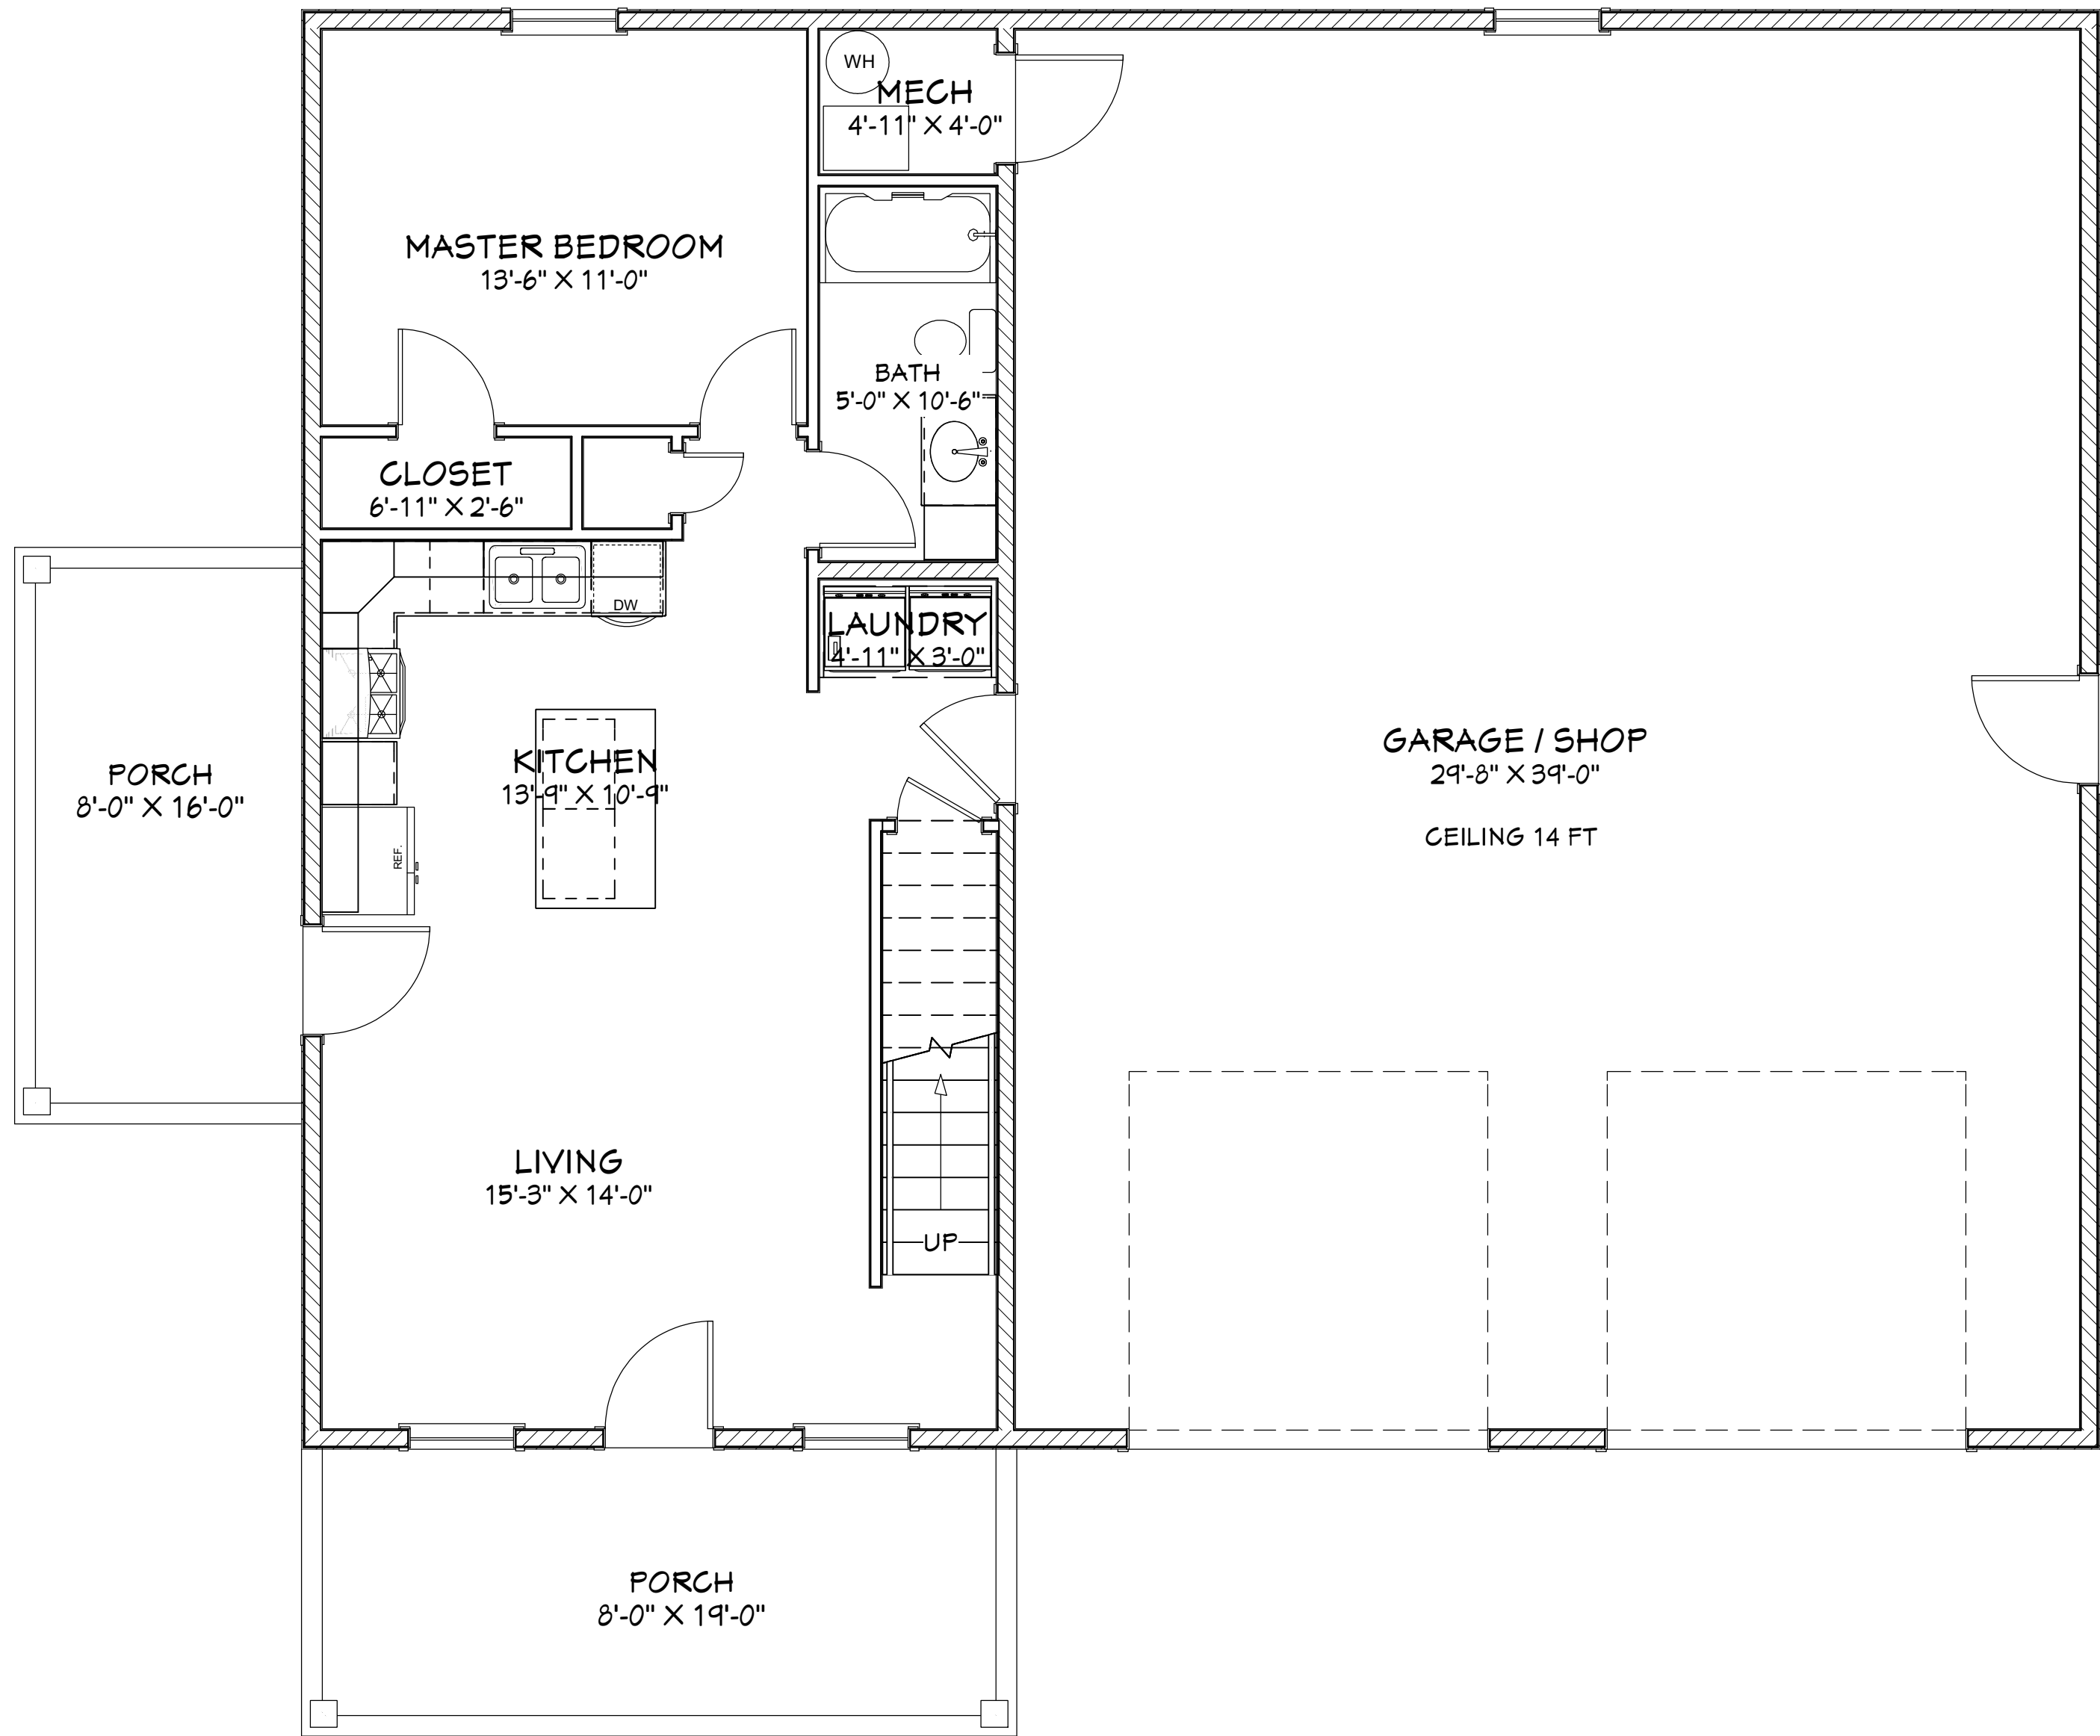 WH
MECH
4'-11" X 4'-0"
MASTER BEDROOM
13'-6" X 11'-0"
BATH
5'-0" X 10'-6"
CLOSET
6'-11" X 2'-6"
DW
LAUNDRY
4'-11" X 3'-0"
KITCHEN
13'-9" X 10'-9"
GARAGE / SHOP
29'-8" X 39'-0"
CEILING 14 FT
PORCH
8'-0" X 16'-0"
REF.
LIVING
15'-3" X 14'-0"
UP
PORCH
8'-0" X 19'-0"